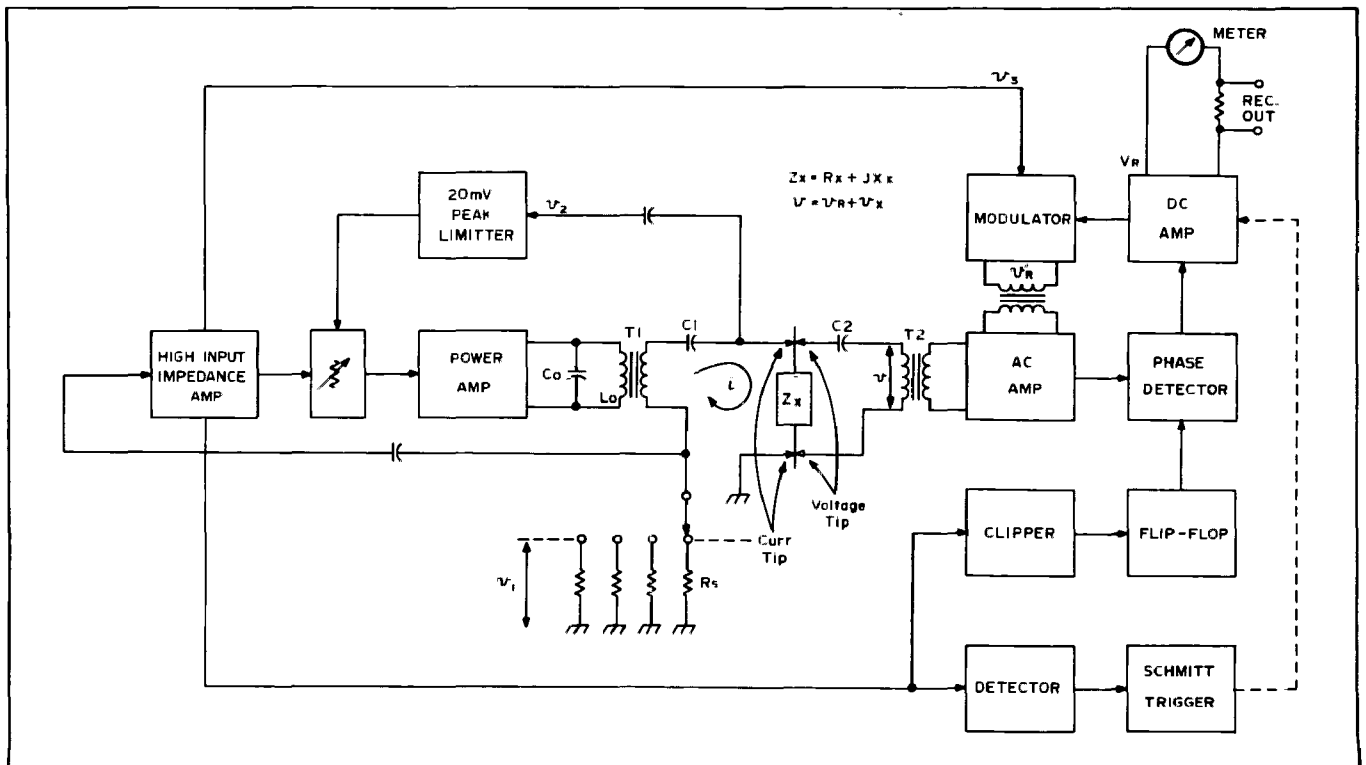 METER
v₃
REC.
OUT
VR
20mV
PEAK
LIMITTER
v₂
Zx = Rx + JXx
v = vR + vx
MODULATOR
DC
AMP
vR
HIGH INPUT
IMPEDANCE
AMP
POWER
AMP
Co
Lo
T1
C1
i
Zx
C2
v
T2
AC
AMP
PHASE
DETECTOR
Voltage
Tip
Curr
Tip
v₁
Rs
CLIPPER
FLIP-FLOP
DETECTOR
SCHMITT
TRIGGER